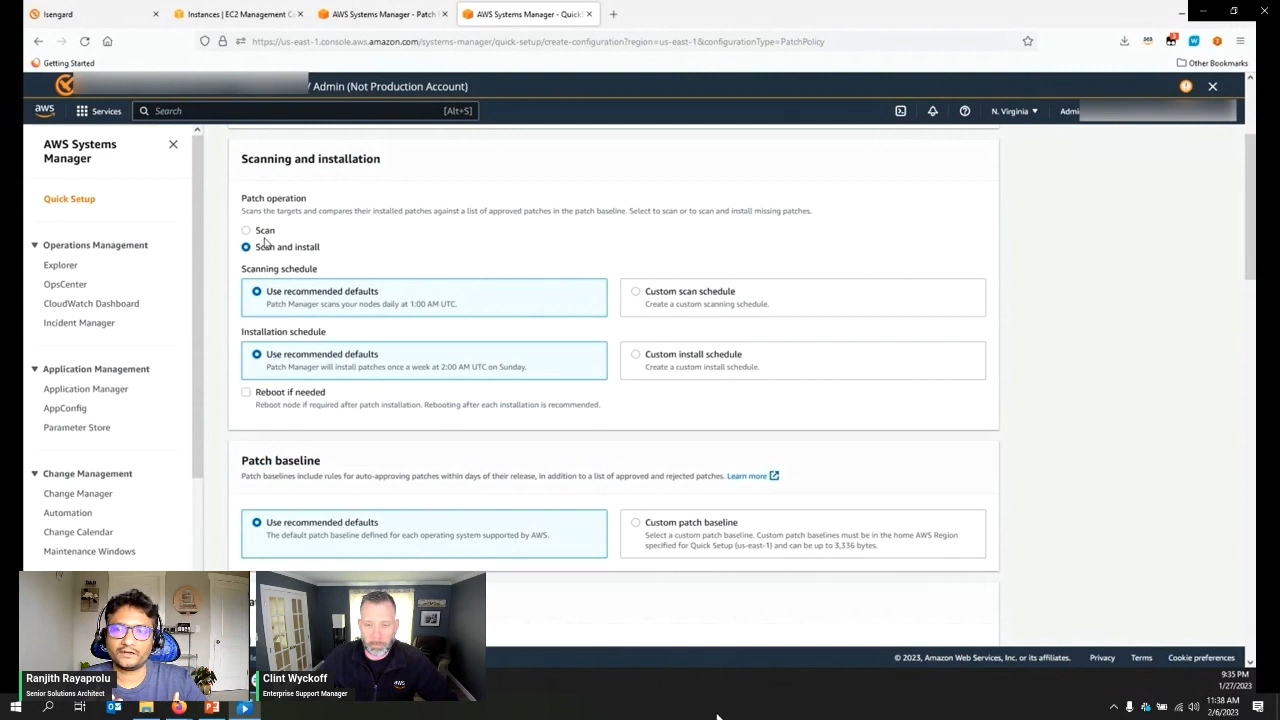 Isengard
Instances | EC2 Management Co
AWS Systems Manager - Patch
AWS Systems Manager - QuickS
https://us-east-1.console.aws.amazon.com/systems-manager/quick-setup/create-configuration?region=us-east-1&configurationType=PatchPolicy
Getting Started
Other Bookmarks
/ Admin (Not Production Account)
aws
Services
Search
[Alt+S]
N. Virginia
Admi
AWS Systems
Manager
Quick Setup
Operations Management
Explorer
OpsCenter
CloudWatch Dashboard
Incident Manager
Application Management
Application Manager
AppConfig
Parameter Store
Change Management
Change Manager
Automation
Change Calendar
Maintenance Windows
Scanning and installation
Patch operation
Scans the targets and compares their installed patches against a list of approved patches in the patch baseline. Select to scan or to scan and install missing patches.
Scan
Scan and install
Scanning schedule
Use recommended defaults
Patch Manager scans your nodes daily at 1:00 AM UTC.
Custom scan schedule
Create a custom scanning schedule.
Installation schedule
Use recommended defaults
Patch Manager will install patches once a week at 2:00 AM UTC on Sunday.
Custom install schedule
Create a custom install schedule.
Reboot if needed
Reboot node if required after patch installation. Rebooting after each installation is recommended.
Patch baseline
Patch baselines include rules for auto-approving patches within days of their release, in addition to a list of approved and rejected patches. Learn more
Use recommended defaults
The default patch baseline defined for each operating system supported by AWS.
Custom patch baseline
Select a custom patch baseline. Custom patch baselines must be in the home AWS Region
specified for Quick Setup (us-east-1) and can be up to 3,336 bytes.
© 2023, Amazon Web Services, Inc. or its affiliates.
Privacy
Terms
Cookie preferences
Ranjith Rayaprolu
Senior Solutions Architect
Clint Wyckoff
Enterprise Support Manager
aws
9:35 PM
1/27/2023
11:38 AM
2/6/2023